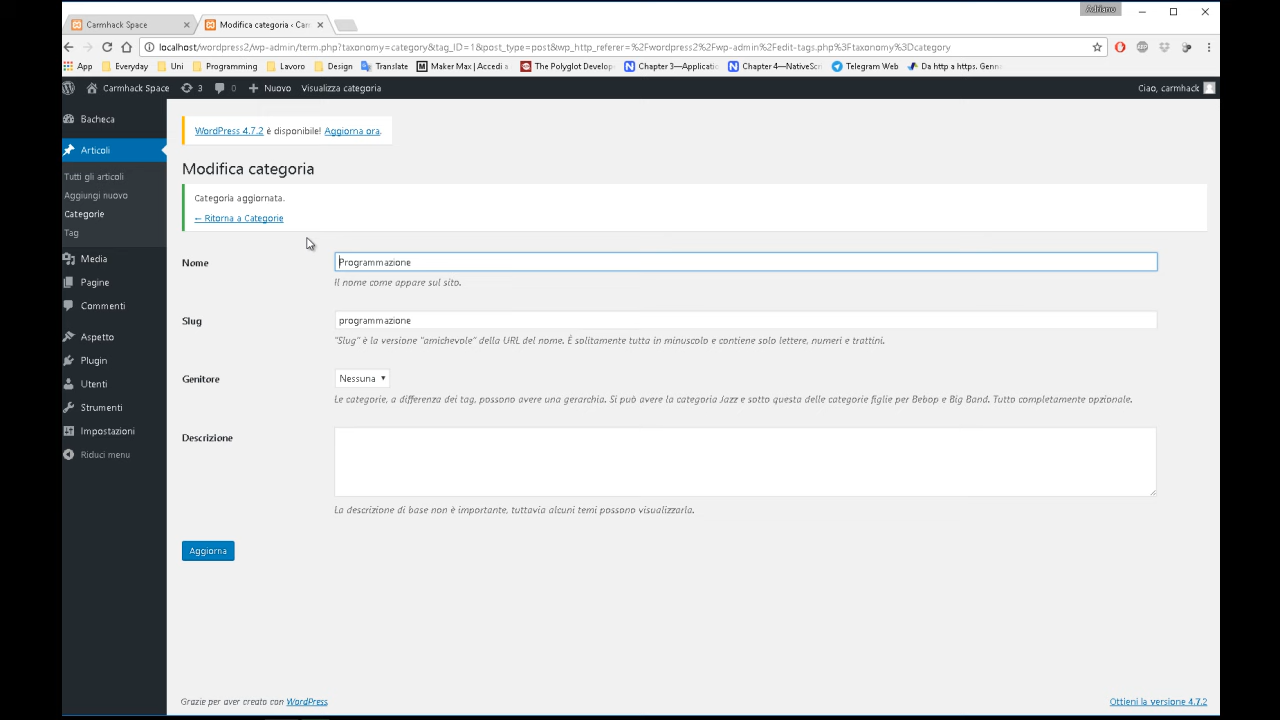 Adriano
Carmhack Space
Modifica categoria ‹ Carm
localhost/wordpress2/wp-admin/term.php?taxonomy=category&tag_ID=1&post_type=post&wp_http_referer=%2Fwordpress2%2Fwp-admin%2Fedit-tags.php%3Ftaxonomy%3Dcategory
App Everyday Uni Programming Lavoro Design Translate Maker Max | Accedi a The Polyglot Develop Chapter 3—Applicatio Chapter 4—NativeScri Telegram Web Da http a https. Genn
Carmhack Space 3 0 Nuovo Visualizza categoria Ciao, carmhack
Bacheca
Articoli
Tutti gli articoli
Aggiungi nuovo
Categorie
Tag
Media
Pagine
Commenti
Aspetto
Plugin
Utenti
Strumenti
Impostazioni
Riduci menu
WordPress 4.7.2 è disponibile! Aggiorna ora.
Modifica categoria
Categoria aggiornata.
← Ritorna a Categorie
Nome Programmazione
Il nome come appare sul sito.
Slug programmazione
"Slug" è la versione "amichevole" della URL del nome. È solitamente tutta in minuscolo e contiene solo lettere, numeri e trattini.
Genitore Nessuna
Le categorie, a differenza dei tag, possono avere una gerarchia. Si può avere la categoria Jazz e sotto questa delle categorie figlie per Bebop e Big Band. Tutto completamente opzionale.
Descrizione
La descrizione di base non è importante, tuttavia alcuni temi possono visualizzarla.
Aggiorna
Grazie per aver creato con WordPress.
Ottieni la versione 4.7.2